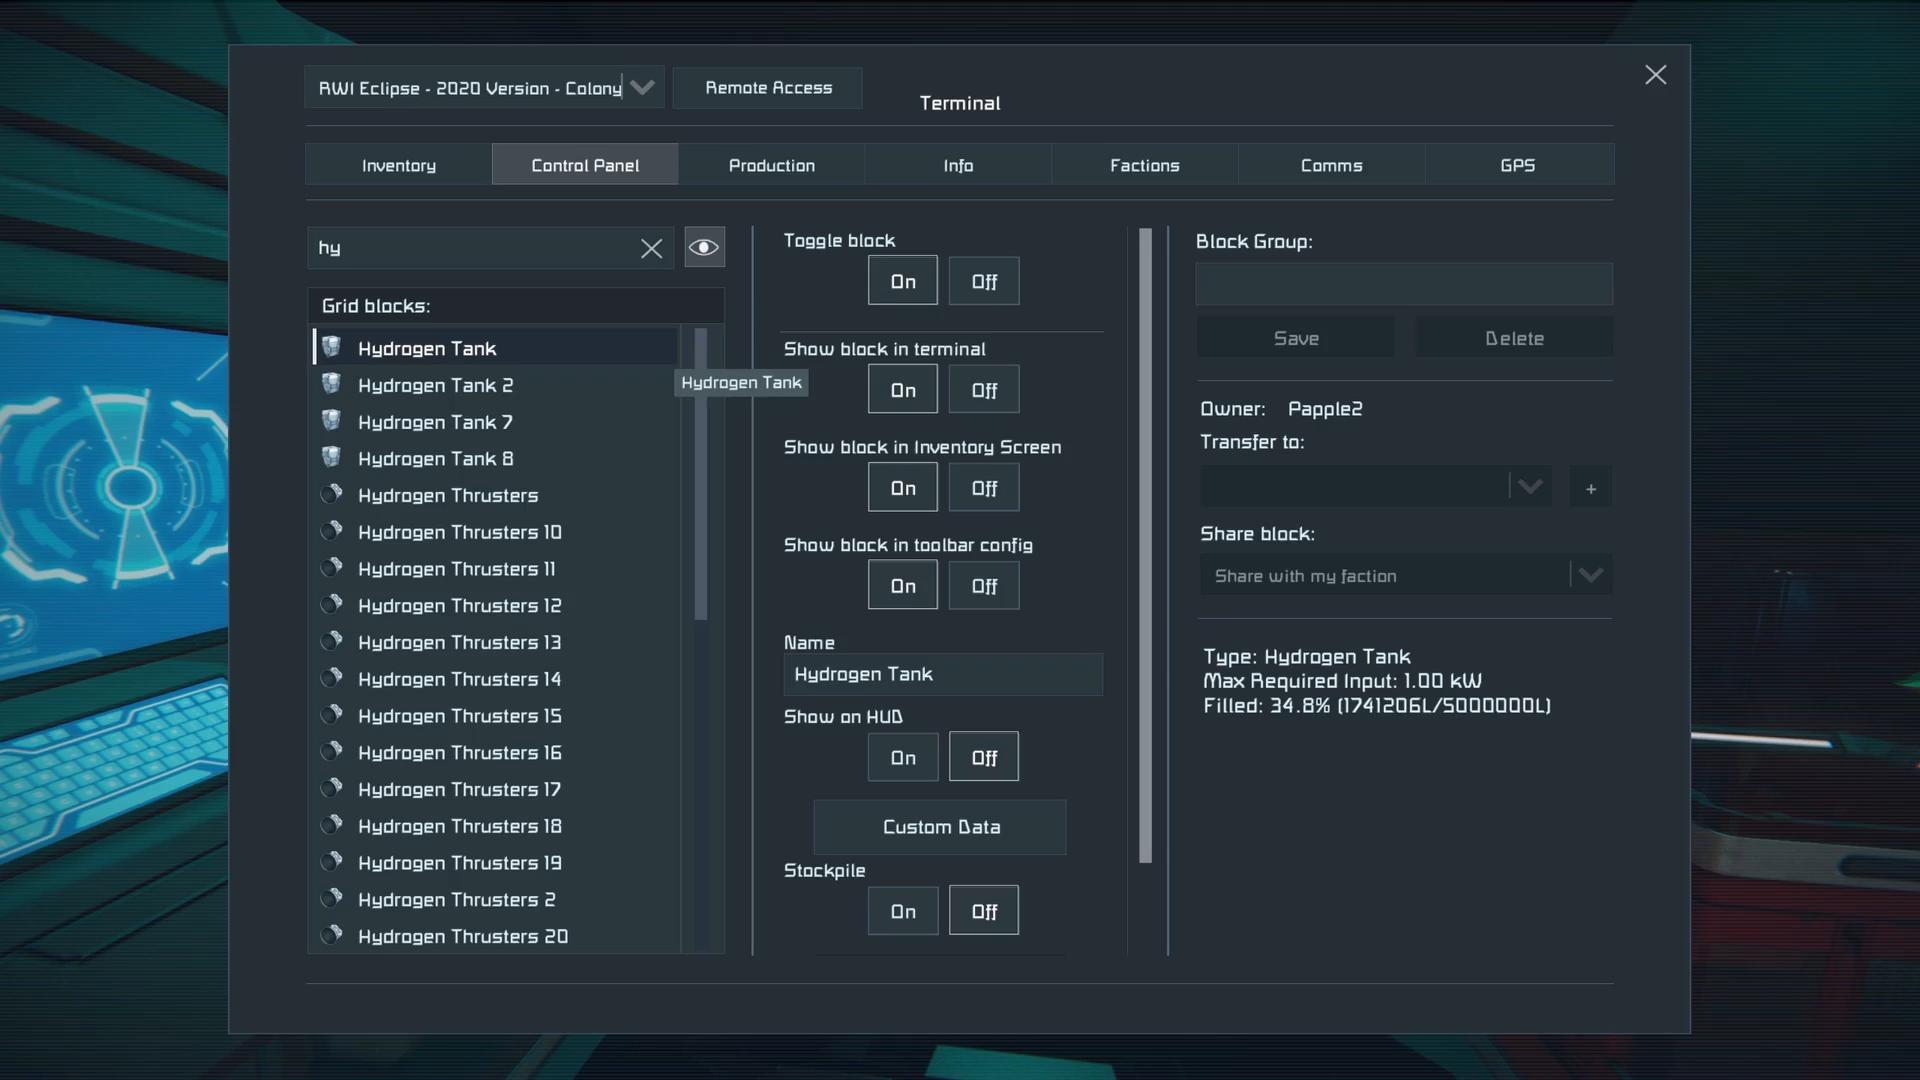 RWI Eclipse - 2020 Version - Colony
Remote Access
Terminal
Inventory
Control Panel
Production
Info
Factions
Comms
GPS
hy
Grid blocks:
Hydrogen Tank
Hydrogen Tank 2
Hydrogen Tank 7
Hydrogen Tank 8
Hydrogen Thrusters
Hydrogen Thrusters 10
Hydrogen Thrusters 11
Hydrogen Thrusters 12
Hydrogen Thrusters 13
Hydrogen Thrusters 14
Hydrogen Thrusters 15
Hydrogen Thrusters 16
Hydrogen Thrusters 17
Hydrogen Thrusters 18
Hydrogen Thrusters 19
Hydrogen Thrusters 2
Hydrogen Thrusters 20
Hydrogen Tank
Toggle block
On Off
Show block in terminal
On Off
Show block in Inventory Screen
On Off
Show block in toolbar config
On Off
Name
Hydrogen Tank
Show on HUD
On Off
Custom Data
Stockpile
On Off
Block Group:
Save Delete
Owner: Papple2
Transfer to:
+
Share block:
Share with my faction
Type: Hydrogen Tank
Max Required Input: 1.00 kW
Filled: 34.8% (1741206L/5000000L)